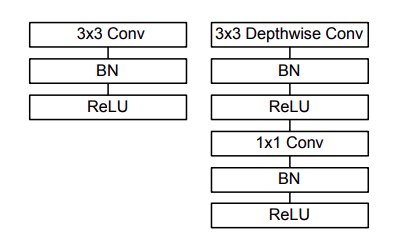 3x3 Conv
BN
ReLU
3x3 Depthwise Conv
BN
ReLU
1x1 Conv
BN
ReLU